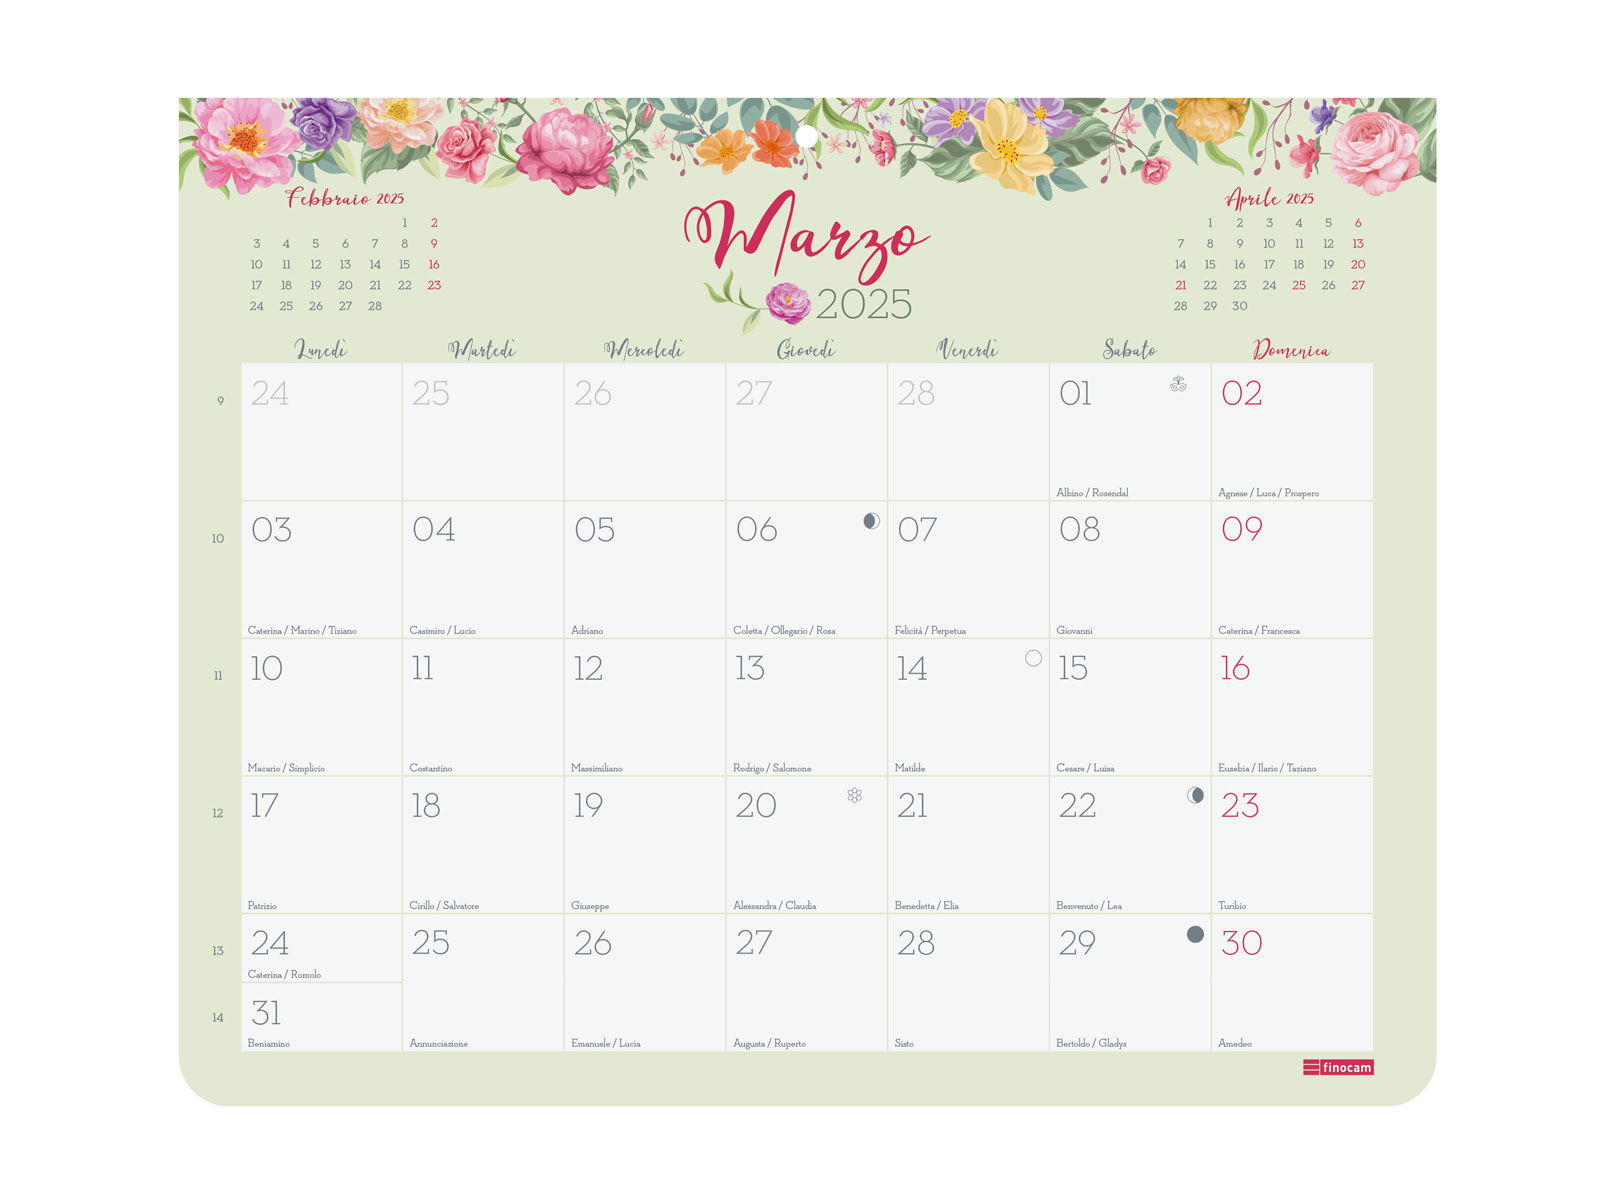 Febbraio 2025
1 2
3 4 5 6 7 8 9
10 11 12 13 14 15 16
17 18 19 20 21 22 23
24 25 26 27 28
Marzo
2025
Aprile 2025
1 2 3 4 5 6
7 8 9 10 11 12 13
14 15 16 17 18 19 20
21 22 23 24 25 26 27
28 29 30
Lunedì Martedì Mercoledì Giovedì Venerdì Sabato Domenica
9 24 25 26 27 28 01 02
Albino / Rosendal Agnese / Luca / Prospero
10 03 04 05 06 07 08 09
Caterina / Marino / Tiziano Casimiro / Lucio Adriano Coletta / Ollegario / Rosa Felicitá / Perpetua Giovanni Caterina / Francesca
11 10 11 12 13 14 15 16
Macario / Simplicio Costantino Massimiliano Rodrigo / Salomone Matilde Cesare / Luisa Eusebia / Ilario / Taziano
12 17 18 19 20 21 22 23
Patrizio Cirillo / Salvatore Giuseppe Alessandra / Claudia Benedetta / Elia Benvenuto / Lea Turibio
13 24 25 26 27 28 29 30
Caterina / Romolo
14 31
Beniamino Annunciazione Emanuele / Lucia Augusta / Ruperto Sisto Bertoldo / Gladys Amedeo
finocam